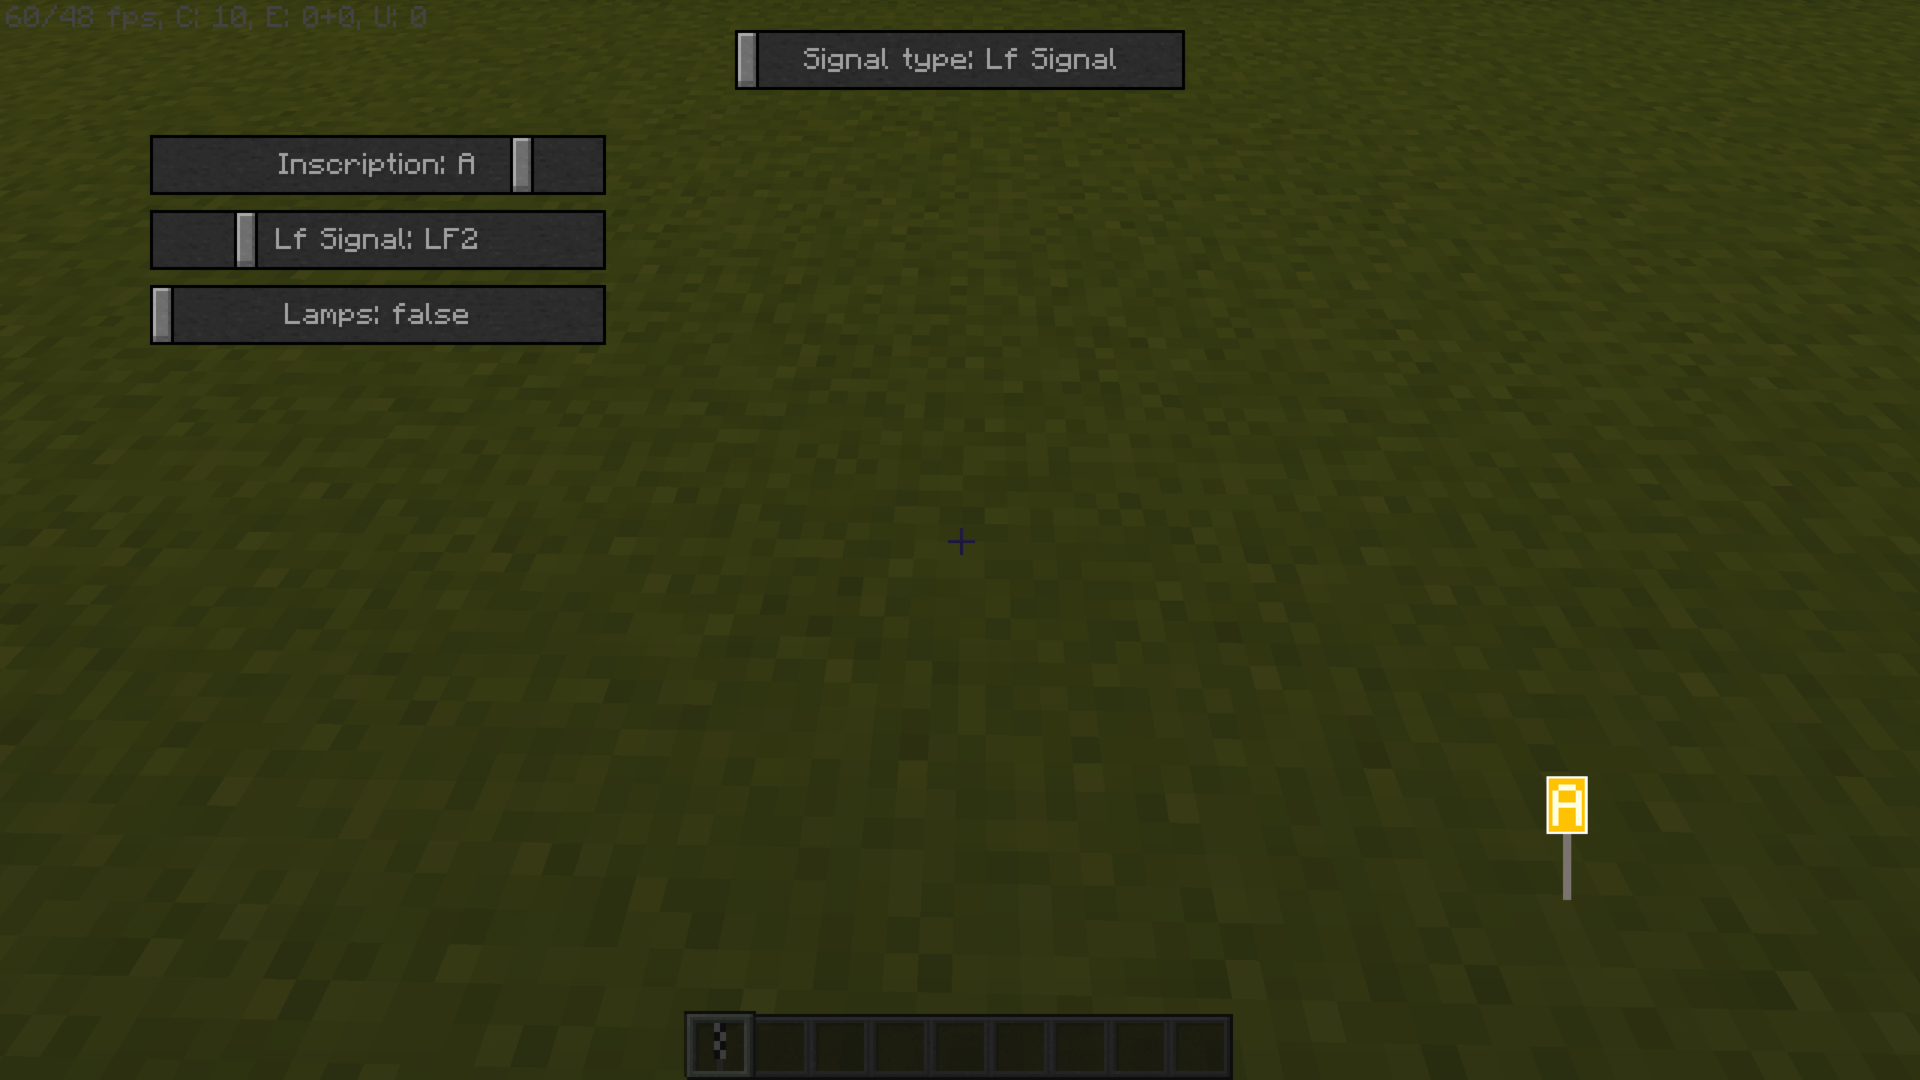 60/48 fps, C: 10, E: 0+0, U: 0
Signal type: Lf Signal
Inscription: A
Lf Signal: LF2
Lamps: false
A